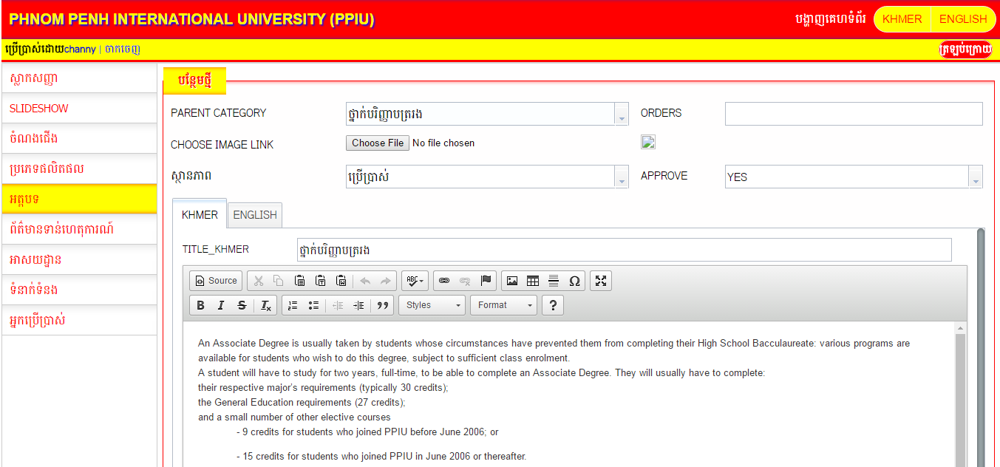 PHNOM PENH INTERNATIONAL UNIVERSITY (PPIU)
បង្ហាញគេហទំព័រ KHMER ENGLISH
ប្រើប្រាស់ដោយchanny | ចាកចេញ
ត្រឡប់ក្រោយ
ស្លាកសញ្ញា
SLIDESHOW
ចំណងជើង
ប្រភេទផលិតផល
អត្ថបទ
ព័ត៌មានទាន់ហេតុការណ៍
អាសយដ្ឋាន
ទំនាក់ទំនង
អ្នកប្រើប្រាស់
បន្ថែមថ្មី
PARENT CATEGORY ថ្នាក់បរិញ្ញាបត្ររង ORDERS
CHOOSE IMAGE LINK Choose File No file chosen
ស្ថានភាព ប្រើប្រាស់ APPROVE YES
KHMER ENGLISH
TITLE_KHMER ថ្នាក់បរិញ្ញាបត្ររង
Source
Styles Format ?
An Associate Degree is usually taken by students whose circumstances have prevented them from completing their High School Bacculaureate: various programs are
available for students who wish to do this degree, subject to sufficient class enrolment.
A student will have to study for two years, full-time, to be able to complete an Associate Degree. They will usually have to complete:
their respective major's requirements (typically 30 credits);
the General Education requirements (27 credits);
and a small number of other elective courses
- 9 credits for students who joined PPIU before June 2006; or
- 15 credits for students who joined PPIU in June 2006 or thereafter.